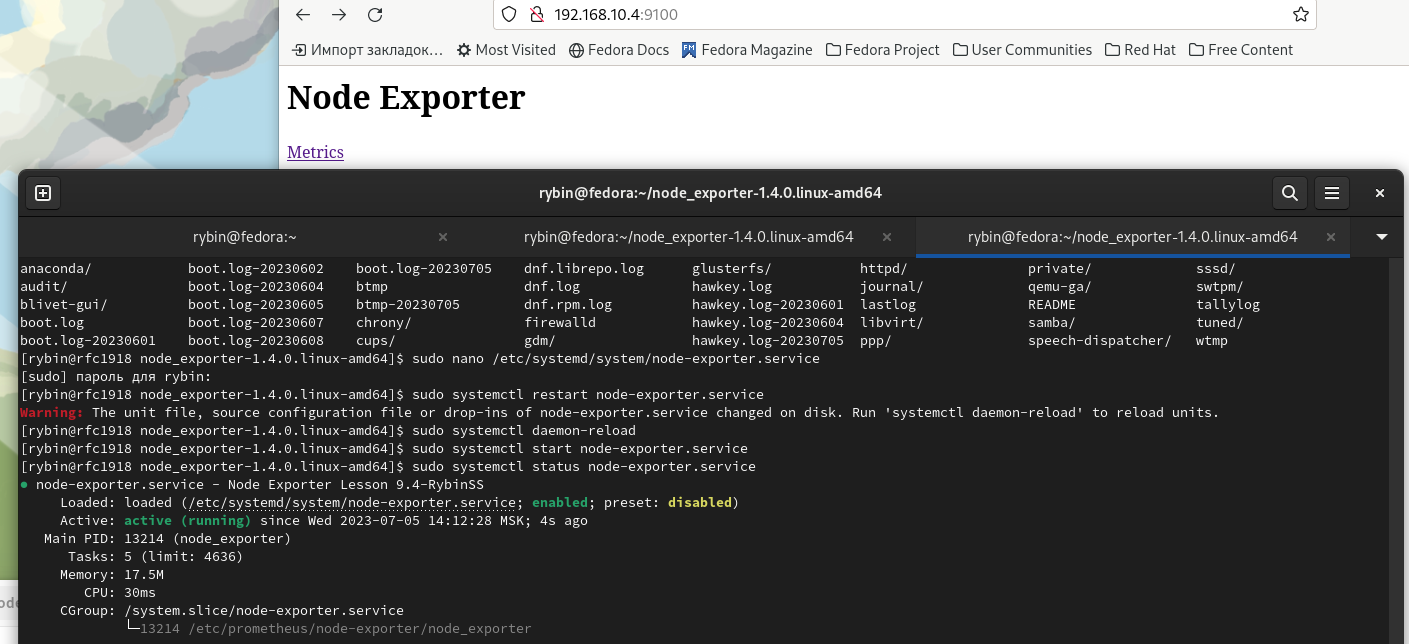 192.168.10.4:9100
Импорт закладок… Most Visited Fedora Docs Fedora Magazine Fedora Project User Communities Red Hat Free Content
Node Exporter
Metrics
rybin@fedora:~/node_exporter-1.4.0.linux-amd64
rybin@fedora:~ rybin@fedora:~/node_exporter-1.4.0.linux-amd64 rybin@fedora:~/node_exporter-1.4.0.linux-amd64
anaconda/ boot.log-20230602 boot.log-20230705 dnf.librepo.log glusterfs/ httpd/ private/ sssd/
audit/ boot.log-20230604 btmp dnf.log hawkey.log journal/ qemu-ga/ swtpm/
blivet-gui/ boot.log-20230605 btmp-20230705 dnf.rpm.log hawkey.log-20230601 lastlog README tallylog
boot.log boot.log-20230607 chrony/ firewalld hawkey.log-20230604 libvirt/ samba/ tuned/
boot.log-20230601 boot.log-20230608 cups/ gdm/ hawkey.log-20230705 ppp/ speech-dispatcher/ wtmp
[rybin@rfc1918 node_exporter-1.4.0.linux-amd64]$ sudo nano /etc/systemd/system/node-exporter.service
[sudo] пароль для rybin:
[rybin@rfc1918 node_exporter-1.4.0.linux-amd64]$ sudo systemctl restart node-exporter.service
Warning: The unit file, source configuration file or drop-ins of node-exporter.service changed on disk. Run 'systemctl daemon-reload' to reload units.
[rybin@rfc1918 node_exporter-1.4.0.linux-amd64]$ sudo systemctl daemon-reload
[rybin@rfc1918 node_exporter-1.4.0.linux-amd64]$ sudo systemctl start node-exporter.service
[rybin@rfc1918 node_exporter-1.4.0.linux-amd64]$ sudo systemctl status node-exporter.service
● node-exporter.service - Node Exporter Lesson 9.4-RybinSS
Loaded: loaded (/etc/systemd/system/node-exporter.service; enabled; preset: disabled)
Active: active (running) since Wed 2023-07-05 14:12:28 MSK; 4s ago
Main PID: 13214 (node_exporter)
Tasks: 5 (limit: 4636)
Memory: 17.5M
CPU: 30ms
CGroup: /system.slice/node-exporter.service
└─13214 /etc/prometheus/node-exporter/node_exporter